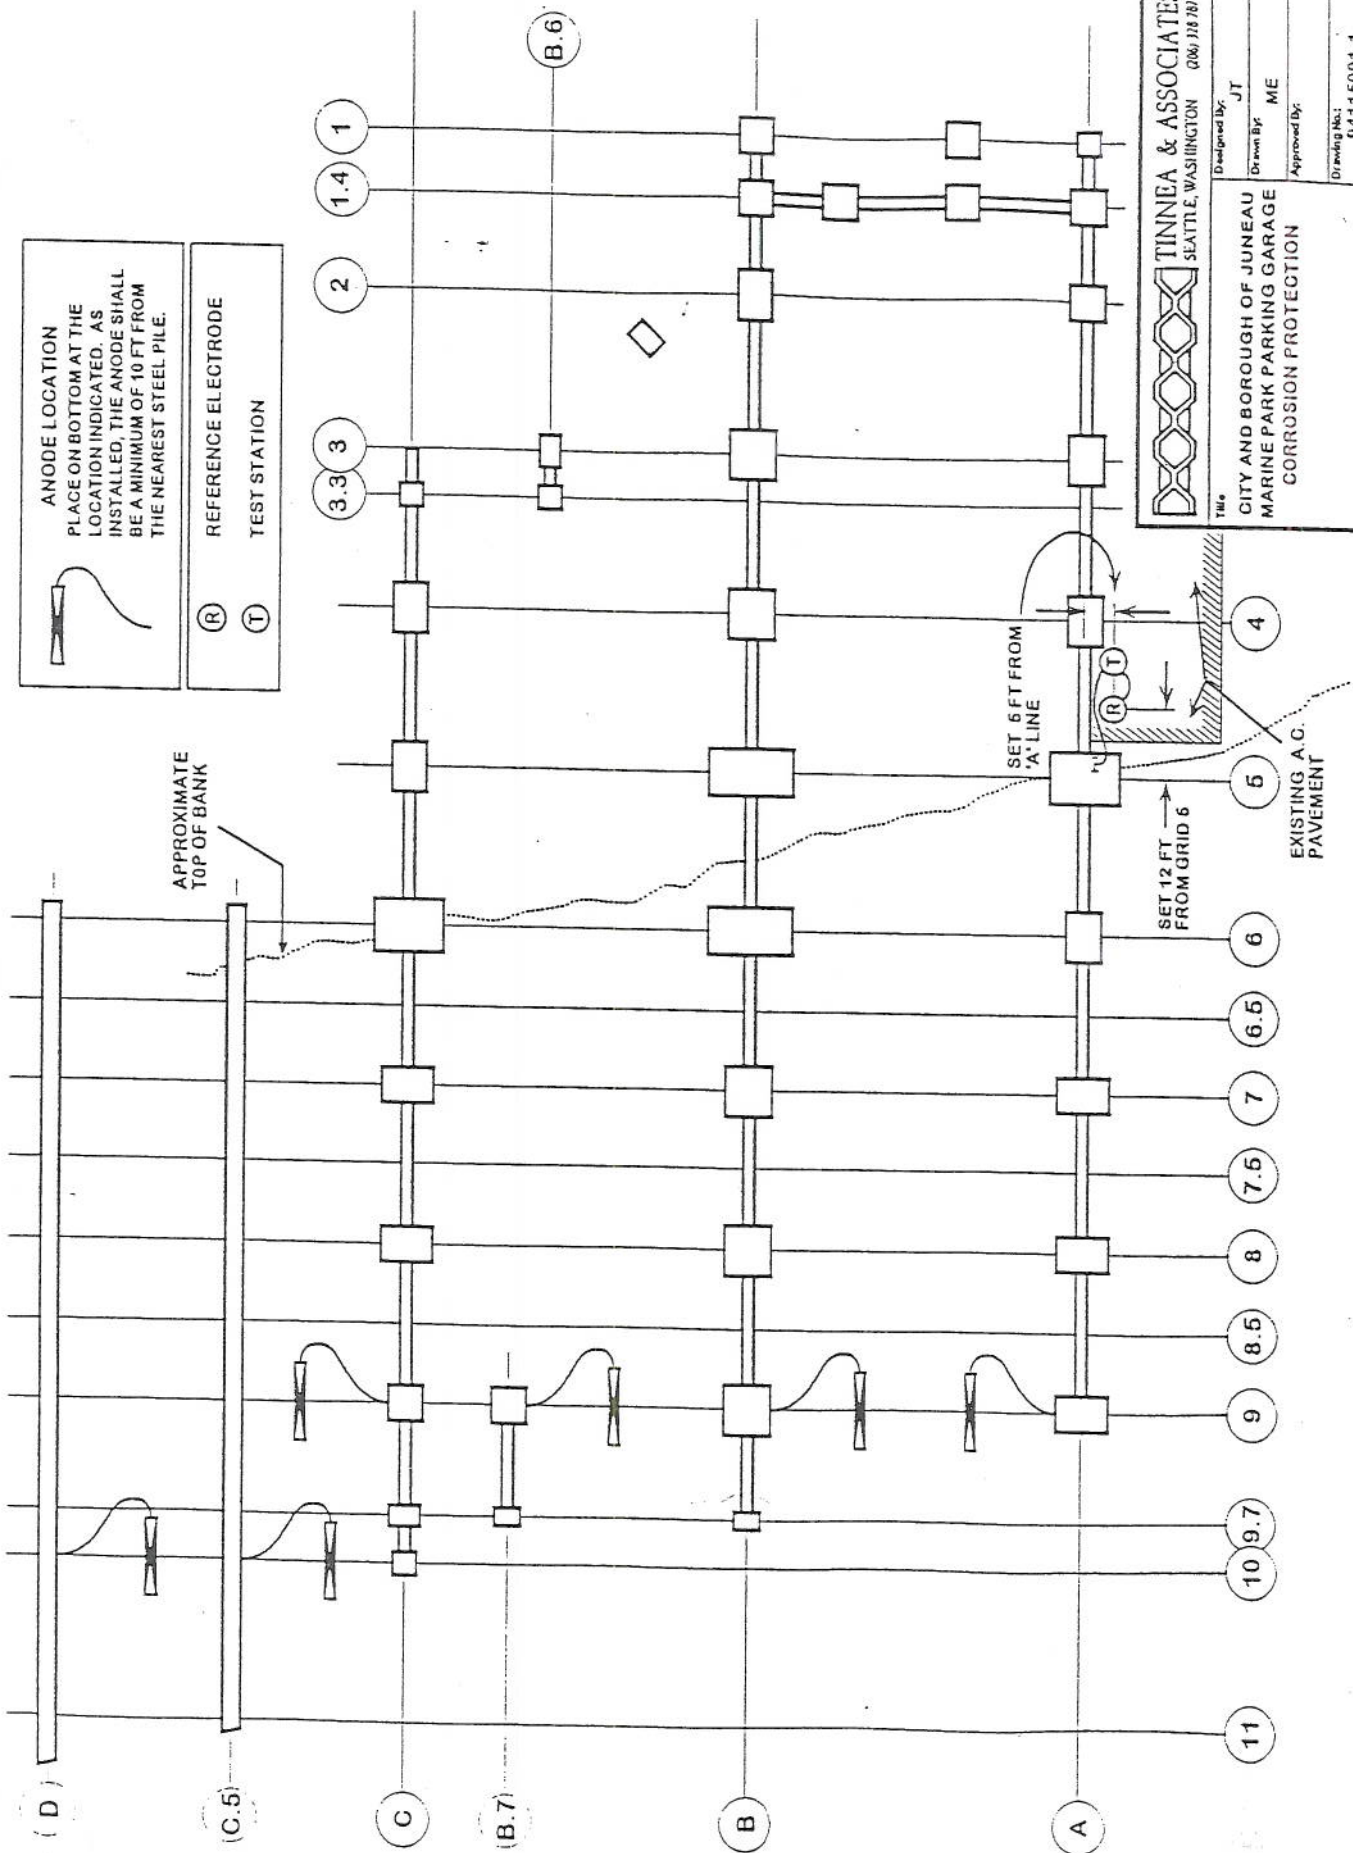 ANODE LOCATION
PLACE ON BOTTOM AT THE
LOCATION INDICATED. AS
INSTALLED, THE ANODE SHALL
BE A MINIMUM OF 10 FT FROM
THE NEAREST STEEL PILE.
R REFERENCE ELECTRODE
T TEST STATION
B.6
1
1.4
2
3
3.3
APPROXIMATE
TOP OF BANK
SET 6 FT FROM
'A' LINE
R
T
SET 12 FT
FROM GRID 6
EXISTING A.C.
PAVEMENT
4
5
6
6.5
7
7.5
8
8.5
9
9.7
10
11
(D)
(C.5)
C
(B.7)
B
A
TINNEA & ASSOCIATES
SEATTLE, WASHINGTON
Title
CITY AND BOROUGH OF JUNEAU
MARINE PARK PARKING GARAGE
CORROSION PROTECTION
Designed By:
JT
Drawn By:
ME
Approved By:
Drawing No.: